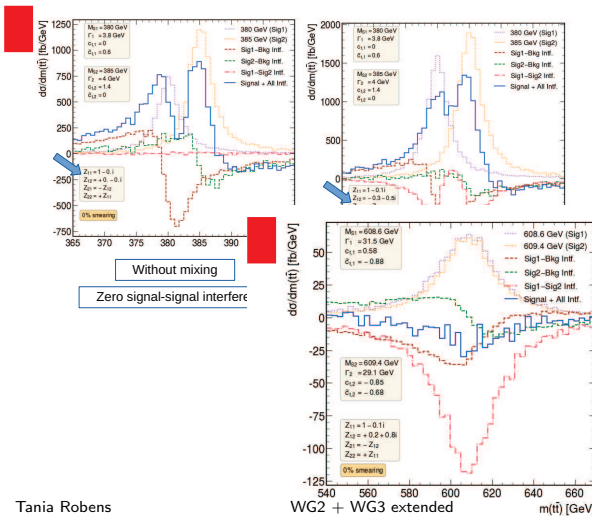 dσ/dm(tt̄) [fb/GeV]
1250
1000
750
500
250
0
-250
-500
-750
365
370
375
380
385
390
M_S1 = 380 GeV
Γ_1 = 3.8 GeV
c_t,1 = 0
c̃_t,1 = 0.6
M_S2 = 385 GeV
Γ_2 = 4 GeV
c_t,2 = 1.4
c̃_t,2 = 0
380 GeV (Sig1)
385 GeV (Sig2)
Sig1-Bkg Intf.
Sig2-Bkg Intf.
Sig1-Sig2 Intf.
Signal + All Intf.
Z_11 = 1 - 0. i
Z_12 = + 0. - 0. i
Z_21 = - Z_12
Z_22 = + Z_11
0% smearing
Without mixing
Zero signal-signal interfere
dσ/dm(tt̄) [fb/GeV]
2000
1500
1000
500
0
M_S1 = 380 GeV
Γ_1 = 3.8 GeV
c_t,1 = 0
c̃_t,1 = 0.6
M_S2 = 385 GeV
Γ_2 = 4 GeV
c_t,2 = 1.4
c̃_t,2 = 0
380 GeV (Sig1)
385 GeV (Sig2)
Sig1-Bkg Intf.
Sig2-Bkg Intf.
Sig1-Sig2 Intf.
Signal + All Intf.
Z_11 = 1 - 0.1i
Z_12 = - 0.3 - 0.5i
dσ/dm(tt̄) [fb/GeV]
50
25
0
-25
-50
-75
-100
-125
M_S1 = 608.6 GeV
Γ_1 = 31.5 GeV
c_t,1 = 0.58
c̃_t,1 = - 0.88
608.6 GeV (Sig1)
609.4 GeV (Sig2)
Sig1-Bkg Intf.
Sig2-Bkg Intf.
Sig1-Sig2 Intf.
Signal + All Intf.
M_S2 = 609.4 GeV
Γ_2 = 29.1 GeV
c_t,2 = - 0.85
c̃_t,2 = - 0.68
Z_11 = 1 - 0.1i
Z_12 = + 0.2 + 0.8i
Z_21 = - Z_12
Z_22 = + Z_11
0% smearing
540
560
580
600
620
640
660
m(tt̄) [GeV
Tania Robens
WG2 + WG3 extended